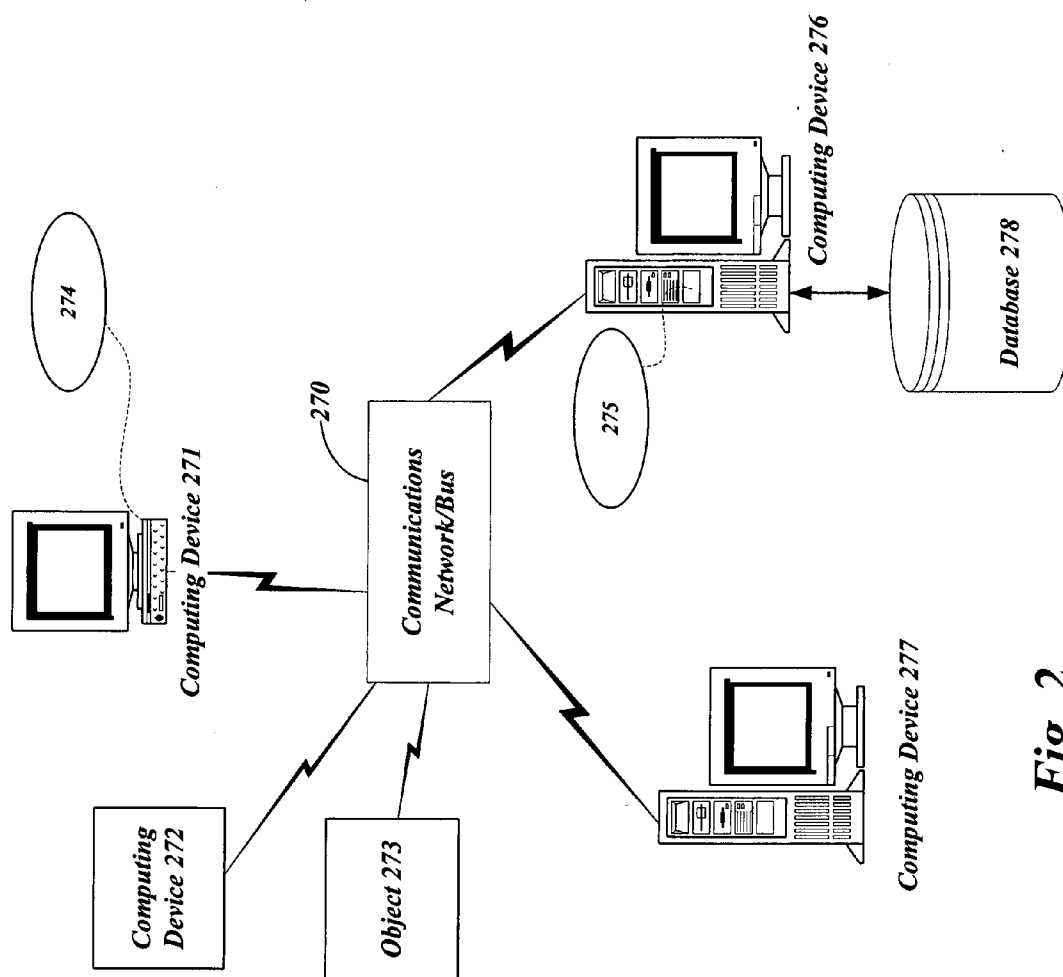 Computing
Device 272
Object 273
Computing Device 271
274
270
Communications
Network/Bus
275
Computing Device 277
Computing Device 276
Database 278
Fig. 2